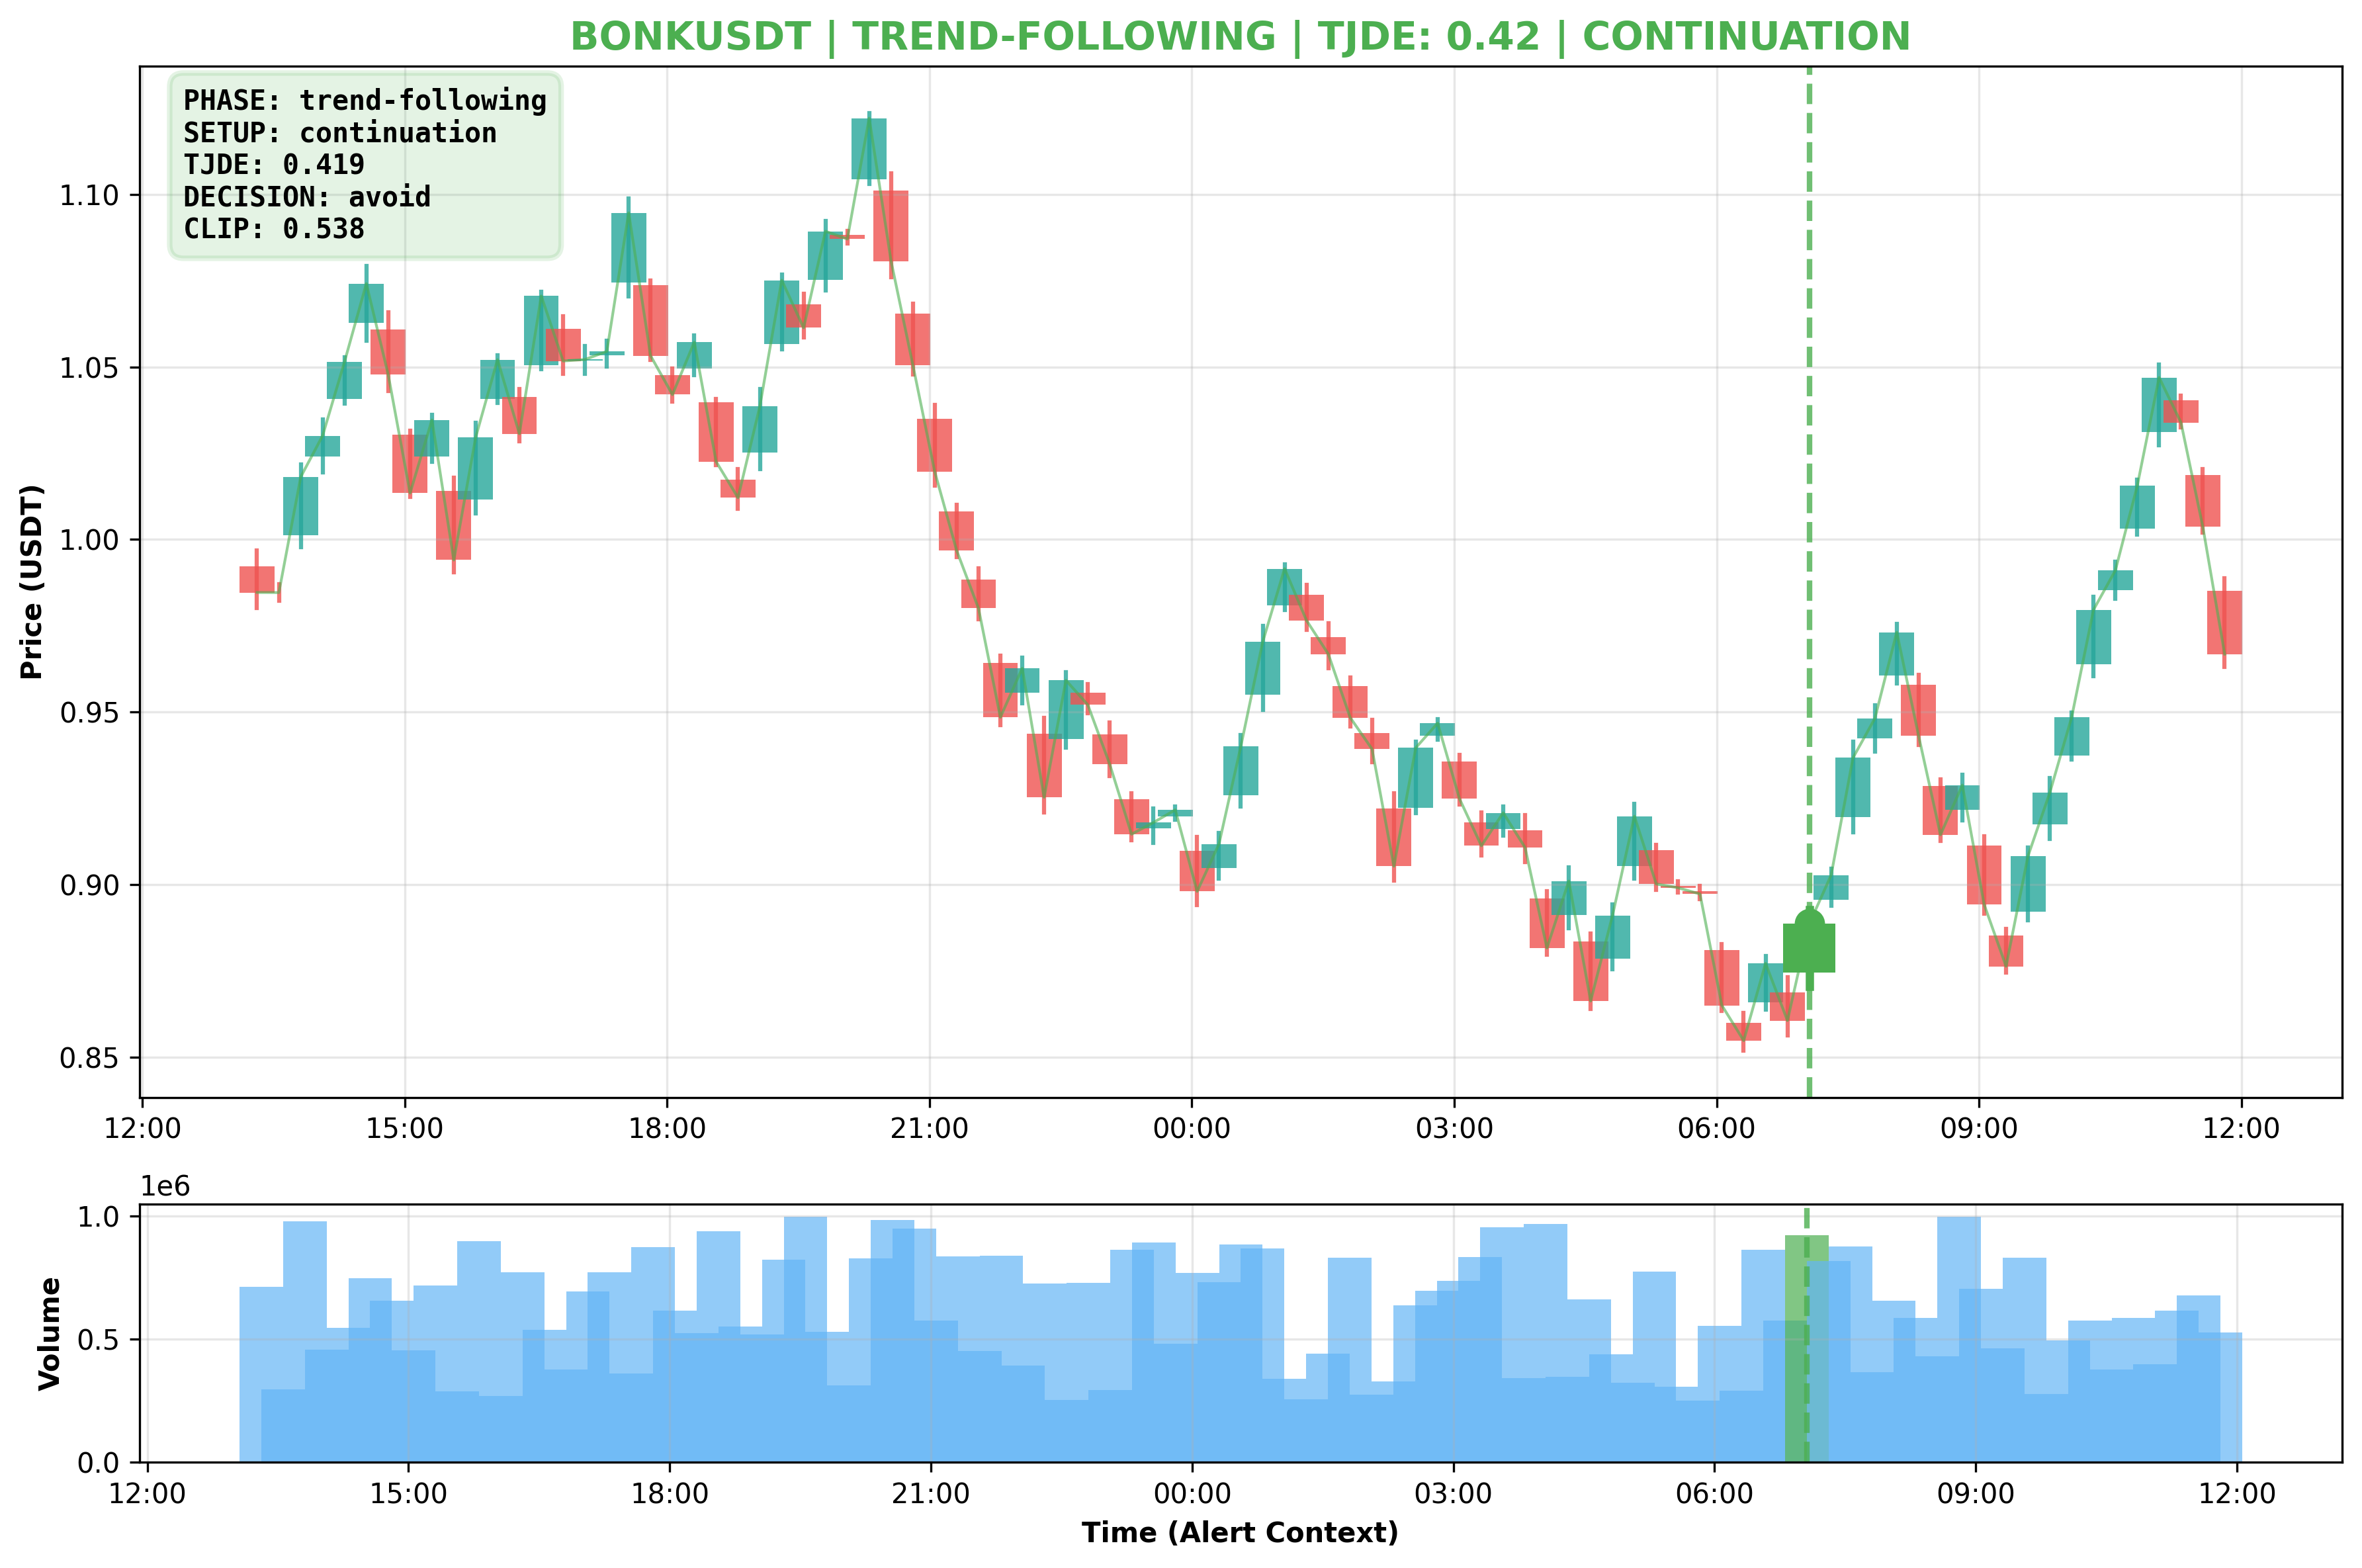 BONKUSDT | TREND-FOLLOWING | TJDE: 0.42 | CONTINUATION
PHASE: trend-following
SETUP: continuation
TJDE: 0.419
DECISION: avoid
CLIP: 0.538
Price (USDT)
1.10
1.05
1.00
0.95
0.90
0.85
12:00 15:00 18:00 21:00 00:00 03:00 06:00 09:00 12:00
1e6
Volume
1.0
0.5
0.0
12:00 15:00 18:00 21:00 00:00 03:00 06:00 09:00 12:00
Time (Alert Context)